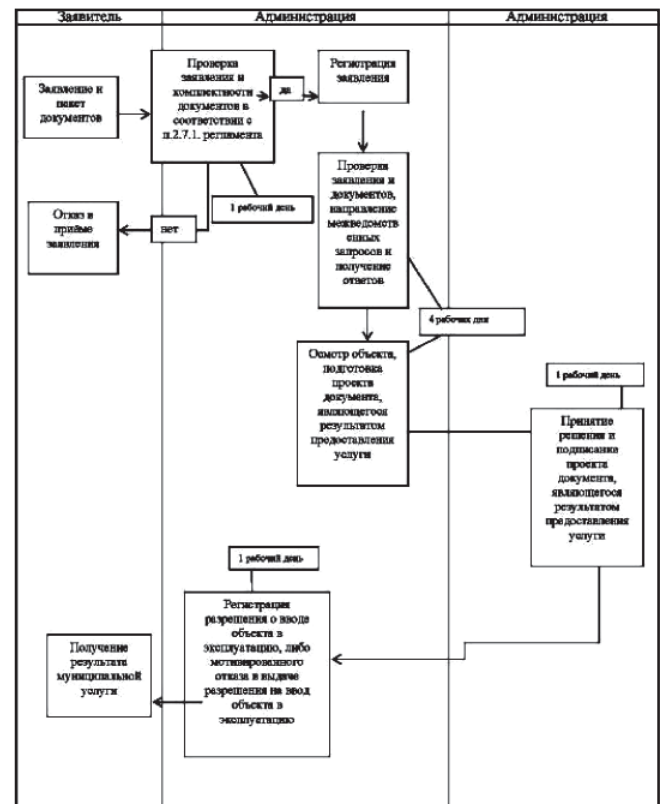 Заявитель
Администрация
Администрация
Заявление и
пакет
документов
Проверка
заявления и
комплектности
документов в
соответствии с
п.2.7.1. регламента
да
Регистрация
заявления
1 рабочий день
Отказ в
приёме
заявления
нет
Проверка
заявления и
документов,
направление
межведомств
енных
запросов и
получение
ответов
4 рабочих дня
Осмотр объекта,
подготовка
проекта
документа,
являющегося
результатом
предоставления
услуги
1 рабочий день
Принятие
решения и
подписание
проекта
документа,
являющегося
результатом
предоставления
услуги
1 рабочий день
Регистрация
разрешения о вводе
объекта в
эксплуатацию, либо
мотивированного
отказа в выдаче
разрешения на ввод
объекта в
эксплуатацию
Получение
результата
муниципальной
услуги